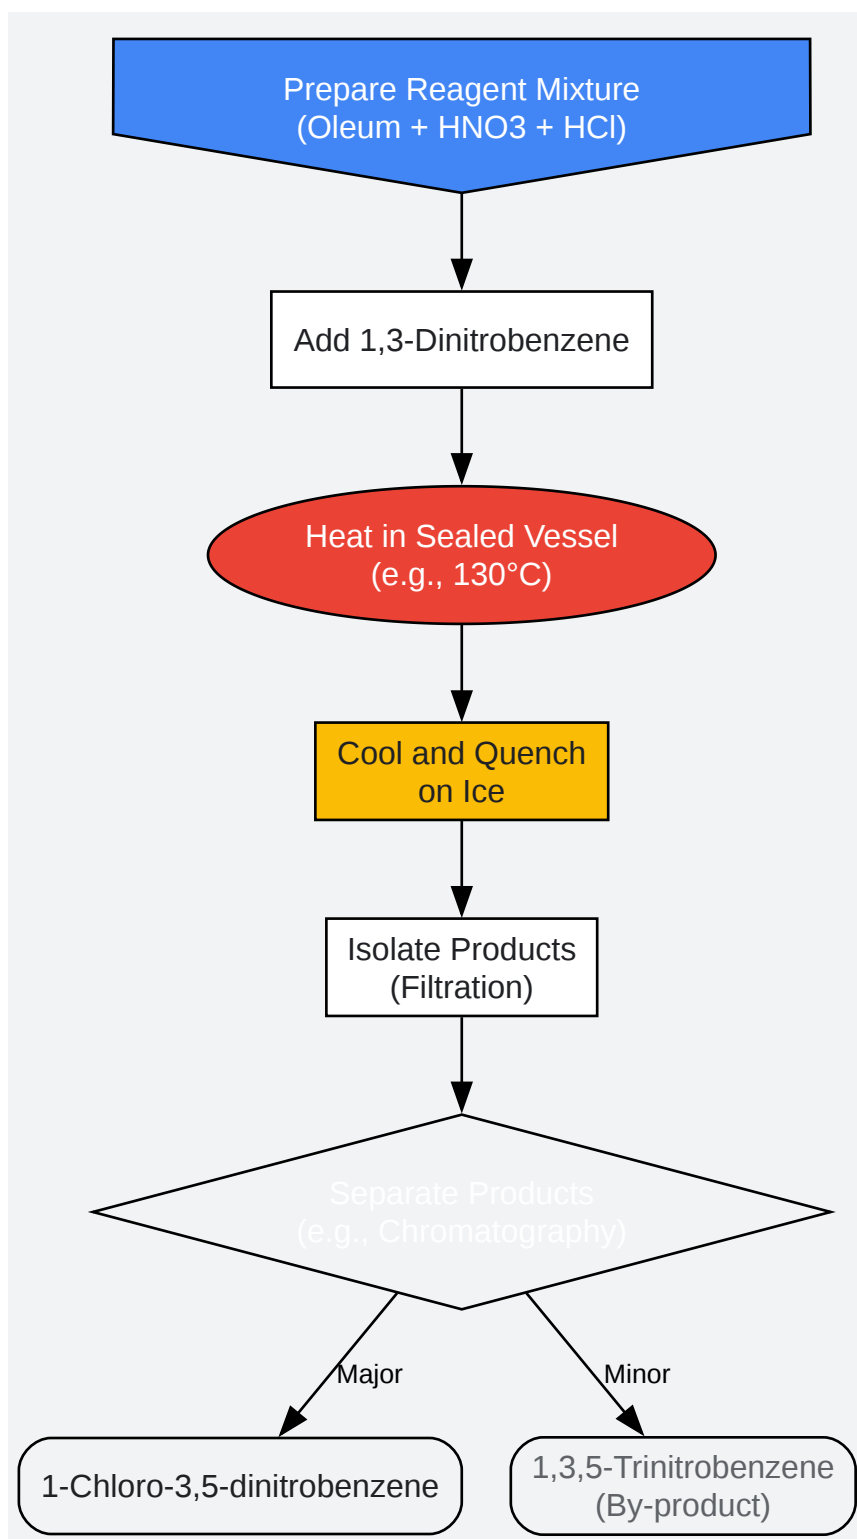 Prepare Reagent Mixture
(Oleum + HNO3 + HCl)
Add 1,3-Dinitrobenzene
Heat in Sealed Vessel
(e.g., 130°C)
Cool and Quench
on Ice
Isolate Products
(Filtration)
Separate Products
(e.g., Chromatography)
Major
Minor
1-Chloro-3,5-dinitrobenzene
1,3,5-Trinitrobenzene
(By-product)